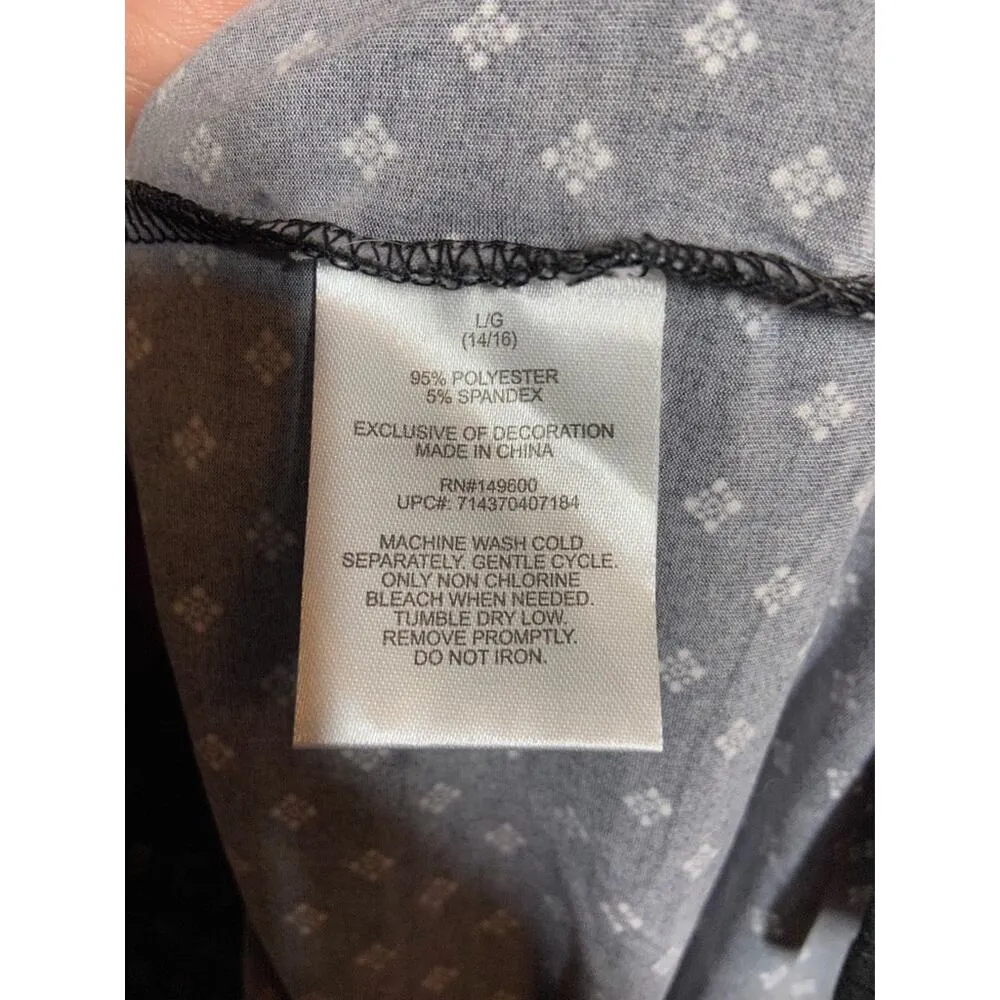 L/G
(14/16)
95% POLYESTER
5% SPANDEX
EXCLUSIVE OF DECORATION
MADE IN CHINA
RN#149600
UPC#: 714370407184
MACHINE WASH COLD
SEPARATELY. GENTLE CYCLE.
ONLY NON CHLORINE
BLEACH WHEN NEEDED.
TUMBLE DRY LOW.
REMOVE PROMPTLY.
DO NOT IRON.